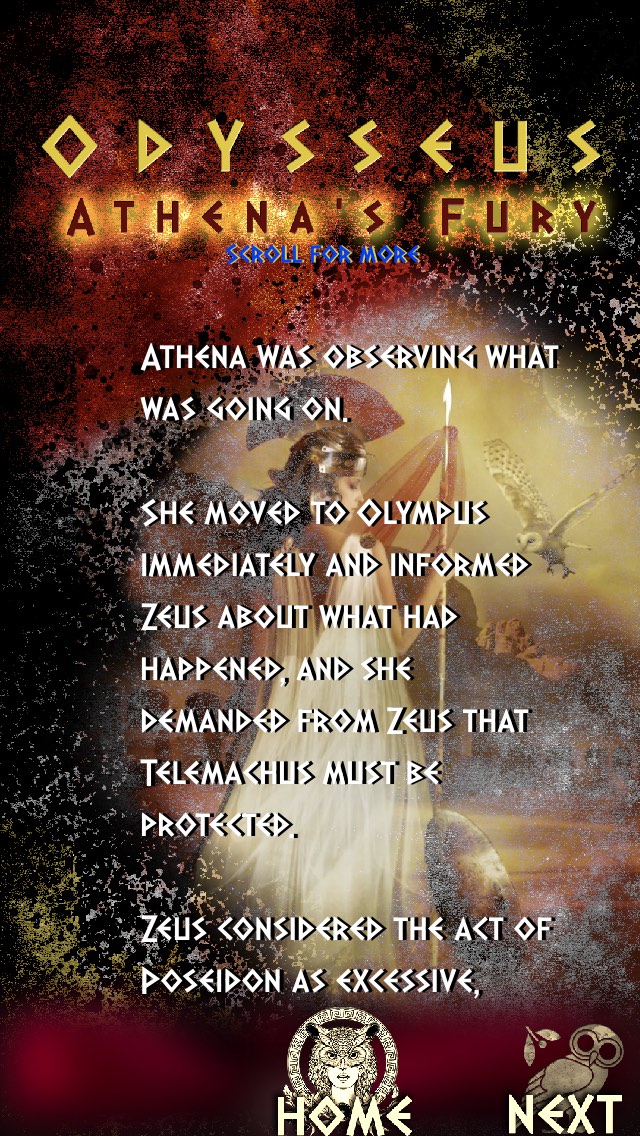 Odysseus
Athena's Fury
Scroll for more
Athena was observing what
was going on.
She moved to Olympus
immediately and informed
Zeus about what had
happened, and she
demanded from Zeus that
Telemachus must be
protected.
Zeus considered the act of
Poseidon as excessive,
HOME
NEXT